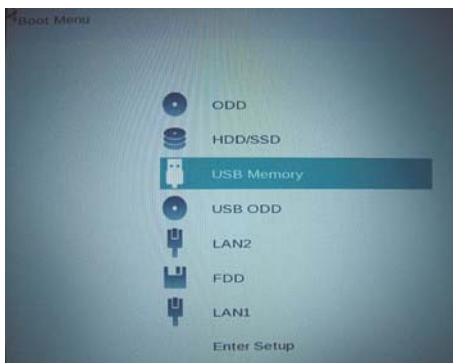 Boot Menu
ODD
HDD/SSD
USB Memory
USB ODD
LAN2
FDD
LAN1
Enter Setup